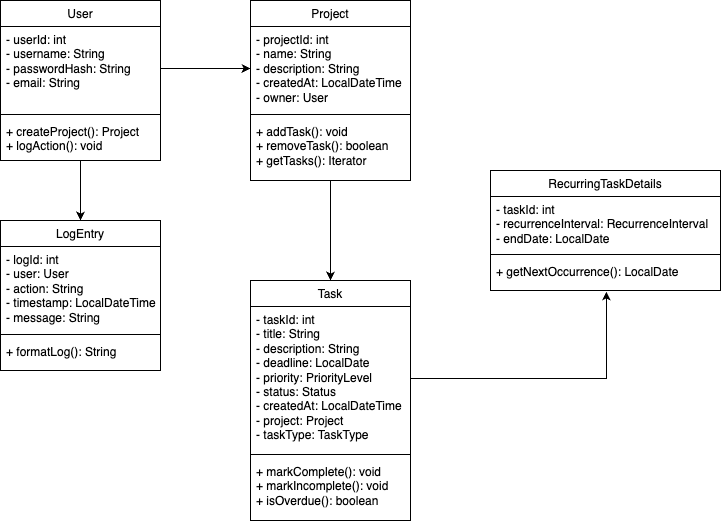 User
- userId: int
- username: String
- passwordHash: String
- email: String
+ createProject(): Project
+ logAction(): void
Project
- projectId: int
- name: String
- description: String
- createdAt: LocalDateTime
- owner: User
+ addTask(): void
+ removeTask(): boolean
+ getTasks(): Iterator
RecurringTaskDetails
- taskId: int
- recurrenceInterval: RecurrenceInterval
- endDate: LocalDate
+ getNextOccurrence(): LocalDate
LogEntry
- logId: int
- user: User
- action: String
- timestamp: LocalDateTime
- message: String
+ formatLog(): String
Task
- taskId: int
- title: String
- description: String
- deadline: LocalDate
- priority: PriorityLevel
- status: Status
- createdAt: LocalDateTime
- project: Project
- taskType: TaskType
+ markComplete(): void
+ markIncomplete(): void
+ isOverdue(): boolean